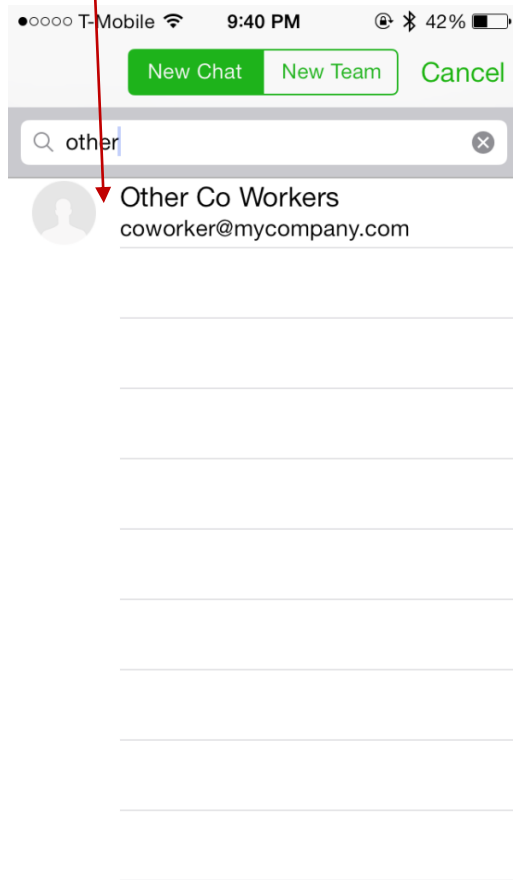 T-Mobile 9:40 PM 42%
New Chat New Team Cancel
other
Other Co Workers
coworker@mycompany.com